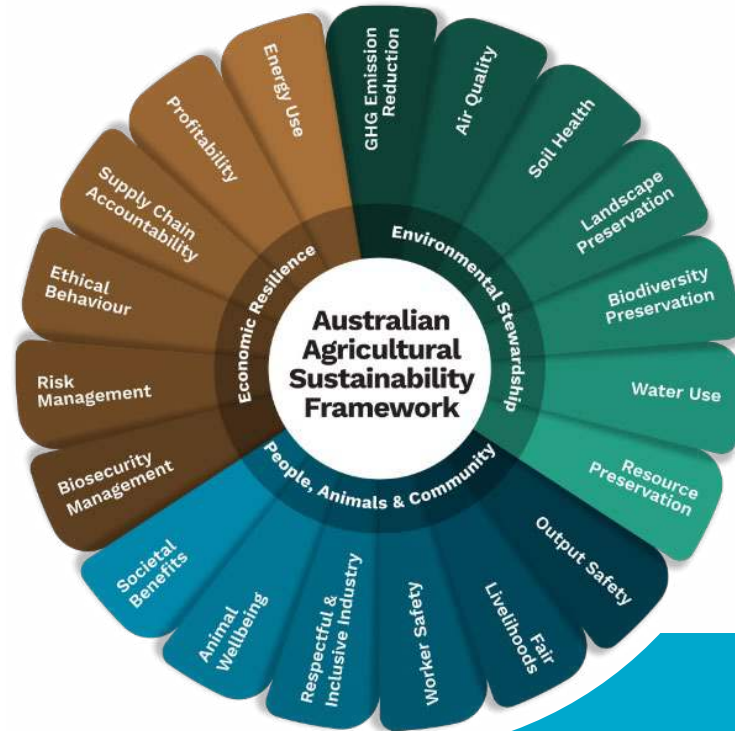 Australian
Agricultural
Sustainability
Framework
Environmental Stewardship
GHG Emission
Reduction
Air Quality
Soil Health
Landscape
Preservation
Biodiversity
Preservation
Water Use
Resource
Preservation
People, Animals & Community
Output Safety
Fair
Livelihoods
Worker Safety
Respectful &
Inclusive Industry
Animal
Wellbeing
Societal
Benefits
Economic Resilience
Biosecurity
Management
Risk
Management
Ethical
Behaviour
Supply Chain
Accountability
Profitability
Energy Use